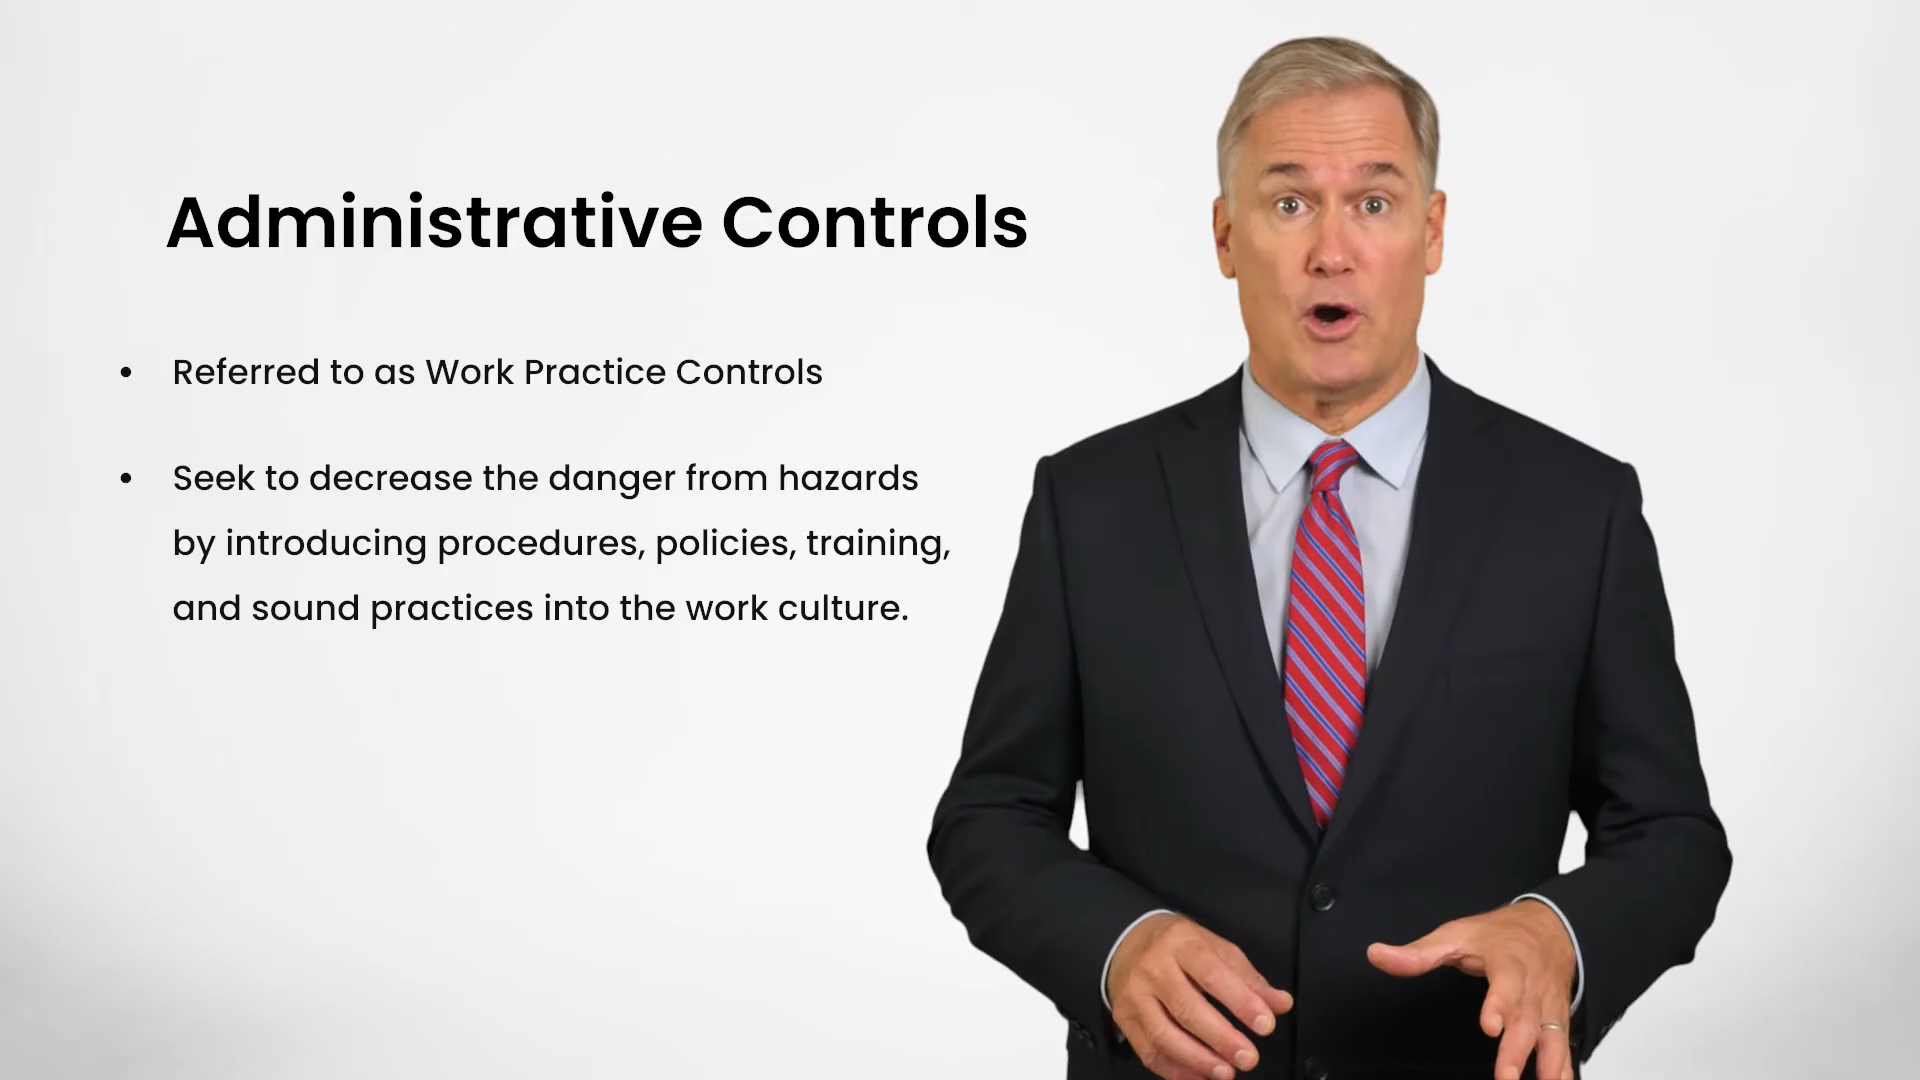 Administrative Controls
• Referred to as Work Practice Controls
• Seek to decrease the danger from hazards
by introducing procedures, policies, training,
and sound practices into the work culture.